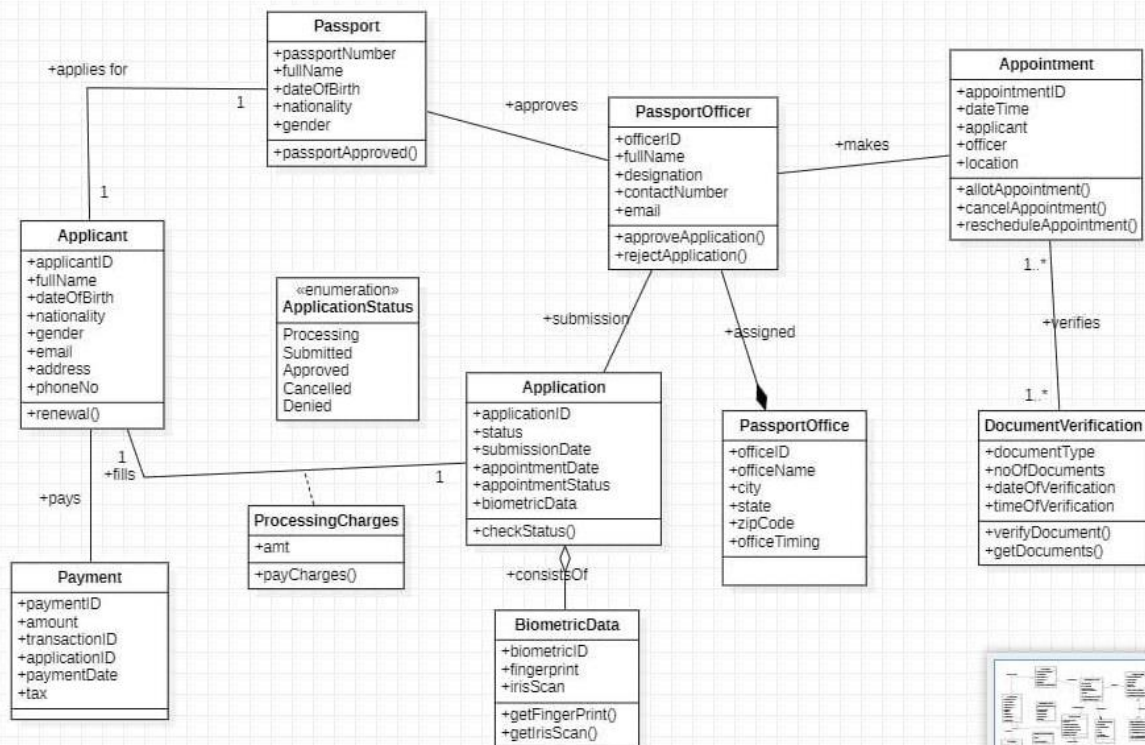 Passport
+passportNumber
+fullName
+dateOfBirth
+nationality
+gender
+passportApproved()
+applies for
1
1
+approves
PassportOfficer
+officerID
+fullName
+designation
+contactNumber
+email
+approveApplication()
+rejectApplication()
+makes
Appointment
+appointmentID
+dateTime
+applicant
+officer
+location
+allotAppointment()
+cancelAppointment()
+rescheduleAppointment()
Applicant
+applicantID
+fullName
+dateOfBirth
+nationality
+gender
+email
+address
+phoneNo
+renewal()
«enumeration»
ApplicationStatus
Processing
Submitted
Approved
Cancelled
Denied
+submission
+assigned
1..*
+verifies
1..*
Application
+applicationID
+status
+submissionDate
+appointmentDate
+appointmentStatus
+biometricData
+checkStatus()
PassportOffice
+officeID
+officeName
+city
+state
+zipCode
+officeTiming
DocumentVerification
+documentType
+noOfDocuments
+dateOfVerification
+timeOfVerification
+verifyDocument()
+getDocuments()
1
+fills
1
+pays
ProcessingCharges
+amt
+payCharges()
Payment
+paymentID
+amount
+transactionID
+applicationID
+paymentDate
+tax
+consistsOf
BiometricData
+biometricID
+fingerprint
+irisScan
+getFingerPrint()
+getIrisScan()